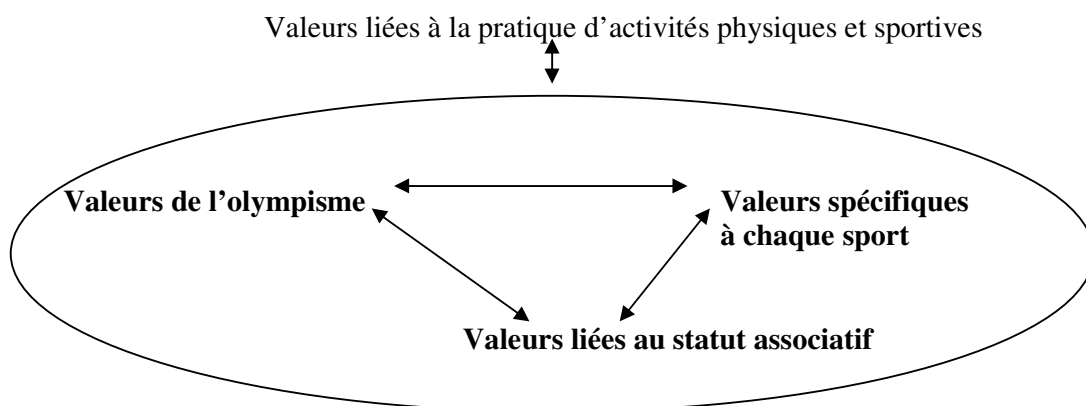 Valeurs liées à la pratique d’activités physiques et sportives
Valeurs de l’olympisme
Valeurs spécifiques
à chaque sport
Valeurs liées au statut associatif